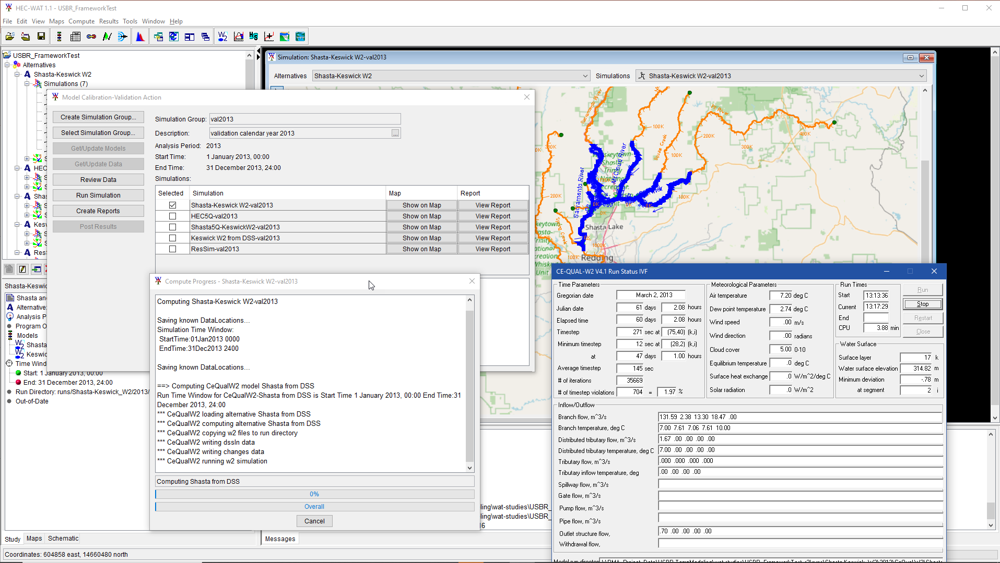 HEC-WAT 1.1 - USBR_FrameworkTest
File Edit View Maps Compute Results Tools Window Help
USBR_FrameworkTest
Alternatives
Shasta-Keswick W2
Simulations (7)
HEC
Shas
Kesw
Res
Simulation: Shasta-Keswick W2-val2013
Alternatives Shasta-Keswick W2 Simulations Shasta-Keswick W2-val2013
Sacramento River
Pit River
100K
200K
300K
400K
Squaw Creek
100K
McCloud River
Sacramento River
100K
200K
0K
0K
Shasta Lake
Spring Creek
Whiskeytown
1600K
100K
Redding
Model Calibration-Validation Action
Create Simulation Group...
Select Simulation Group...
Get/Update Models
Get/Update Data
Review Data
Run Simulation
Create Reports
Post Results
Simulation Group: val2013
Description: validation calendar year 2013 ...
Analysis Period: 2013
Start Time: 1 January 2013, 00:00
End Time: 31 December 2013, 24:00
Simulations:
Selected Simulation Map Report
Shasta-Keswick W2-val2013 Show on Map View Report
HEC5Q-val2013 Show on Map View Report
Shasta5Q-KeswickW2-val2013 Show on Map View Report
Keswick W2 from DSS-val2013 Show on Map View Report
ResSim-val2013 Show on Map View Report
Shasta-Keswic
Shasta an
Alternative:
Analysis P
Program O
Models
Shasta
Keswic
Time Wind
Start: 1 January 2013, 00:00
End: 31 December 2013, 24:00
Run Directory: runs/Shasta-Keswick_W2/2013/
Out-of-Date
Study Maps Schematic
Coordinates: 604858 east, 14660480 north
Compute Progress - Shasta-Keswick W2-val2013
Computing Shasta-Keswick W2-val2013
Saving known DataLocations...
Simulation Time Window:
StartTime:01Jan2013 0000
EndTime:31Dec2013 2400
Saving known DataLocations...
==> Computing CeQualW2 model Shasta from DSS
Run Time Window for CeQualW2-Shasta from DSS is Start Time 1 January 2013, 00:00 End Time:31
December 2013, 24:00
*** CeQualW2 loading alternative Shasta from DSS
*** CeQualW2 computing alternative Shasta from DSS
*** CeQualW2 copying w2 files to run directory
*** CeQualW2 writing dssIn data
*** CeQualW2 writing changes data
*** CeQualW2 running w2 simulation
Computing Shasta from DSS
0%
Overall
Cancel
ling\wat-studies\USBR_
ling\wat-studies\USBR_
16
Messages
CE-QUAL-W2 V4.1 Run Status IVF
Time Parameters
Gregorian date March 2, 2013
Julian date 61 days 2.08 hours
Elapsed time 60 days 2.08 hours
Timestep 271 sec at (75,40) (k,i)
Minimum timestep 12 sec at (28,2) (k,i)
at 47 days 1.00 hours
Average timestep 145 sec
# of iterations 35669
# of timestep violations 704 = 1.97 %
Meteorological Parameters
Air temperature 7.20 deg C
Dew point temperature 2.74 deg C
Wind speed .00 m/s
Wind direction .00 radians
Cloud cover 5.00 0-10
Equilibrium temperature .0 deg C
Surface heat exchange .0 W/m^2/deg C
Solar radiation .0 W/m^2
Run Times
Start 13:13:36
Current 13:17:29
End
CPU 3.88 min
Run
Stop
Restart
Close
Water Surface
Surface layer 17 k
Water surface elevation 314.82 m
Minimum deviation -.78 m
at segment 2 i
Inflow/Outflow
Branch flow, m^3/s 131.59 2.38 13.30 18.47 .00
Branch temperature, deg C 7.00 7.61 7.06 7.61 10.00
Distributed tributary flow, m^3/s 1.67 .00 .00 .00 .00
Distributed tributary temperature, deg C 7.00 .00 .00 .00 .00
Tributary flow, m^3/s .000 .000 .000 .000
Tributary inflow temperature, deg .00 .00 .00 .00
Spillway flow, m^3/s
Gate flow, m^3/s
Pump flow, m^3/s
Pipe flow, m^3/s
Outlet structure flow, .70 .00 .00 .00 .00
Withdrawal flow,